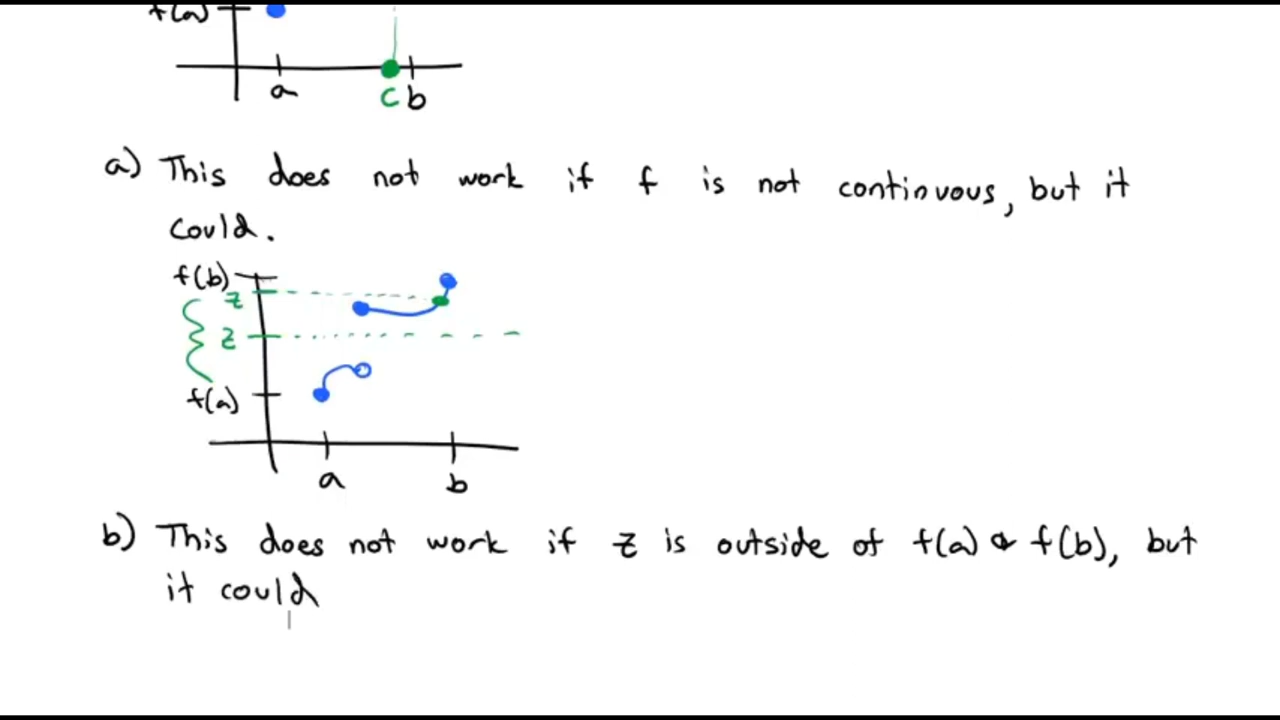 f(a)
a
c b
a) This does not work if f is not continuous, but it
could.
f(b)
z
z
f(a)
a
b
b) This does not work if z is outside of f(a) & f(b), but
it could